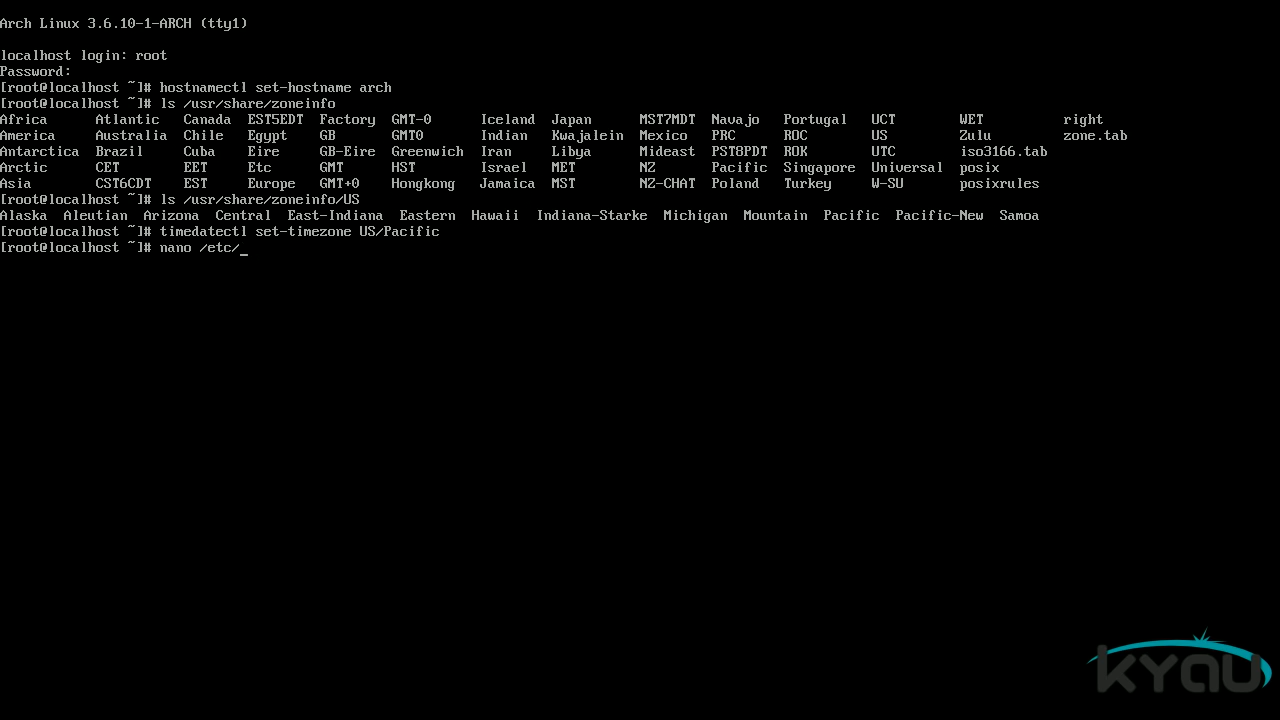 Arch Linux 3.6.10-1-ARCH (tty1)
localhost login: root
Password:
[root@localhost ~]# hostnamectl set-hostname arch
[root@localhost ~]# ls /usr/share/zoneinfo
Africa Atlantic Canada EST5EDT Factory GMT-0 Iceland Japan MST7MDT Navajo Portugal UCT WET right
America Australia Chile Egypt GB GMT0 Indian Kwajalein Mexico PRC ROC US Zulu zone.tab
Antarctica Brazil Cuba Eire GB-Eire Greenwich Iran Libya Mideast PST8PDT ROK UTC iso3166.tab
Arctic CET EET Etc GMT HST Israel MET NZ Pacific Singapore Universal posix
Asia CST6CDT EST Europe GMT+0 Hongkong Jamaica MST NZ-CHAT Poland Turkey W-SU posixrules
[root@localhost ~]# ls /usr/share/zoneinfo/US
Alaska Aleutian Arizona Central East-Indiana Eastern Hawaii Indiana-Starke Michigan Mountain Pacific Pacific-New Samoa
[root@localhost ~]# timedatectl set-timezone US/Pacific
[root@localhost ~]# nano /etc/_
kyau